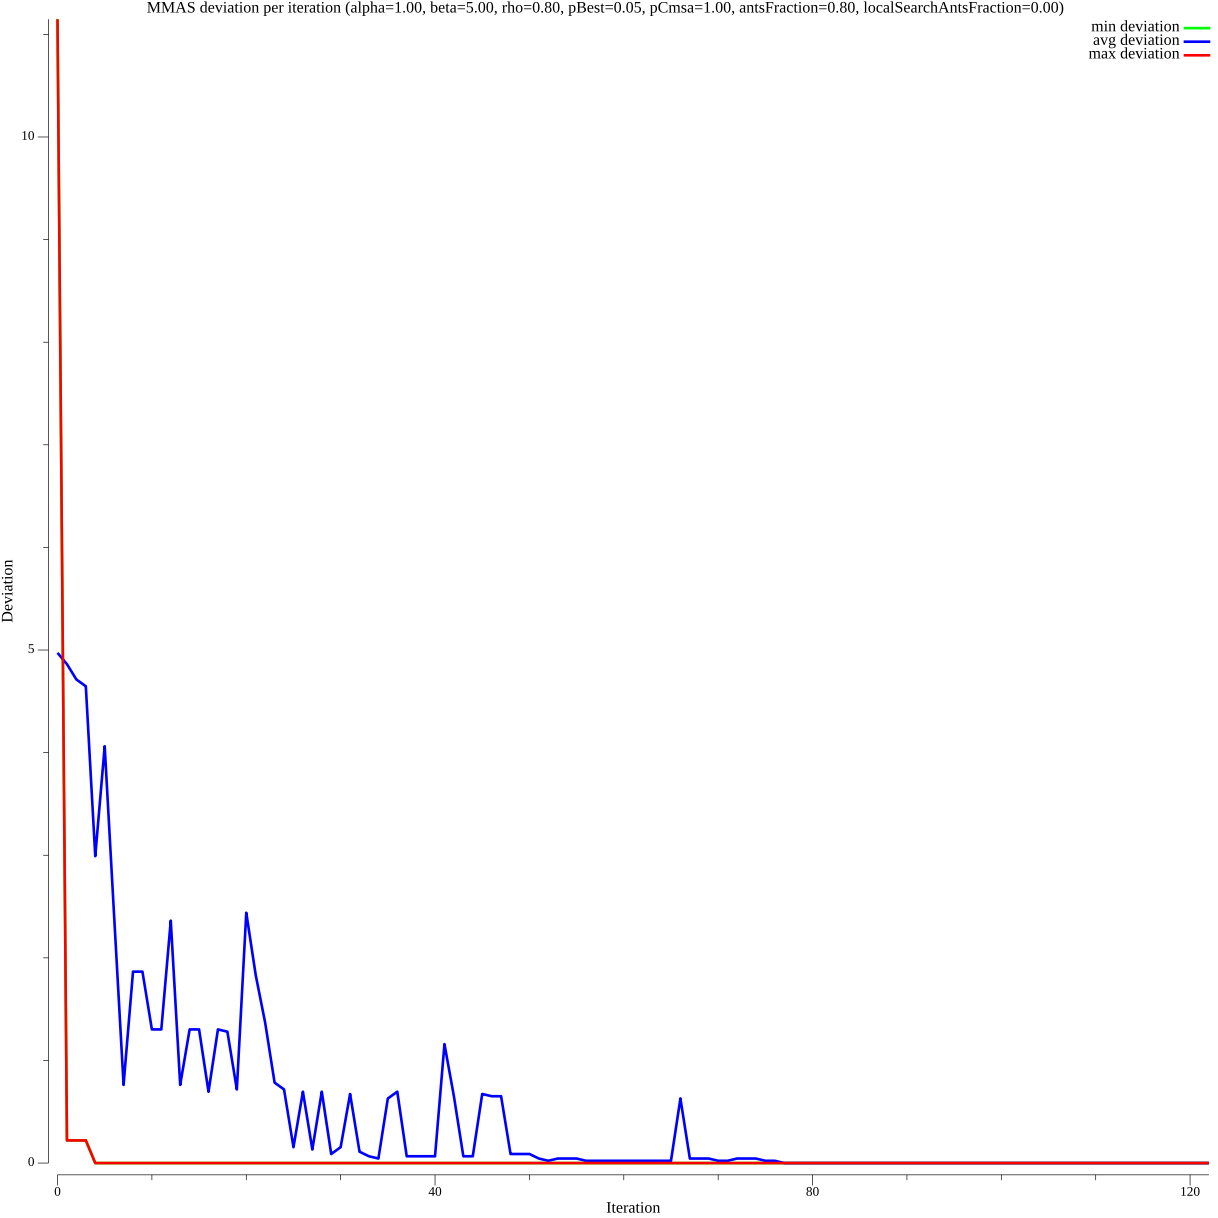 MMAS deviation per iteration (alpha=1.00, beta=5.00, rho=0.80, pBest=0.05, pCmsa=1.00, antsFraction=0.80, localSearchAntsFraction=0.00)
min deviation
avg deviation
max deviation
10
5
0
Deviation
0
40
80
120
Iteration